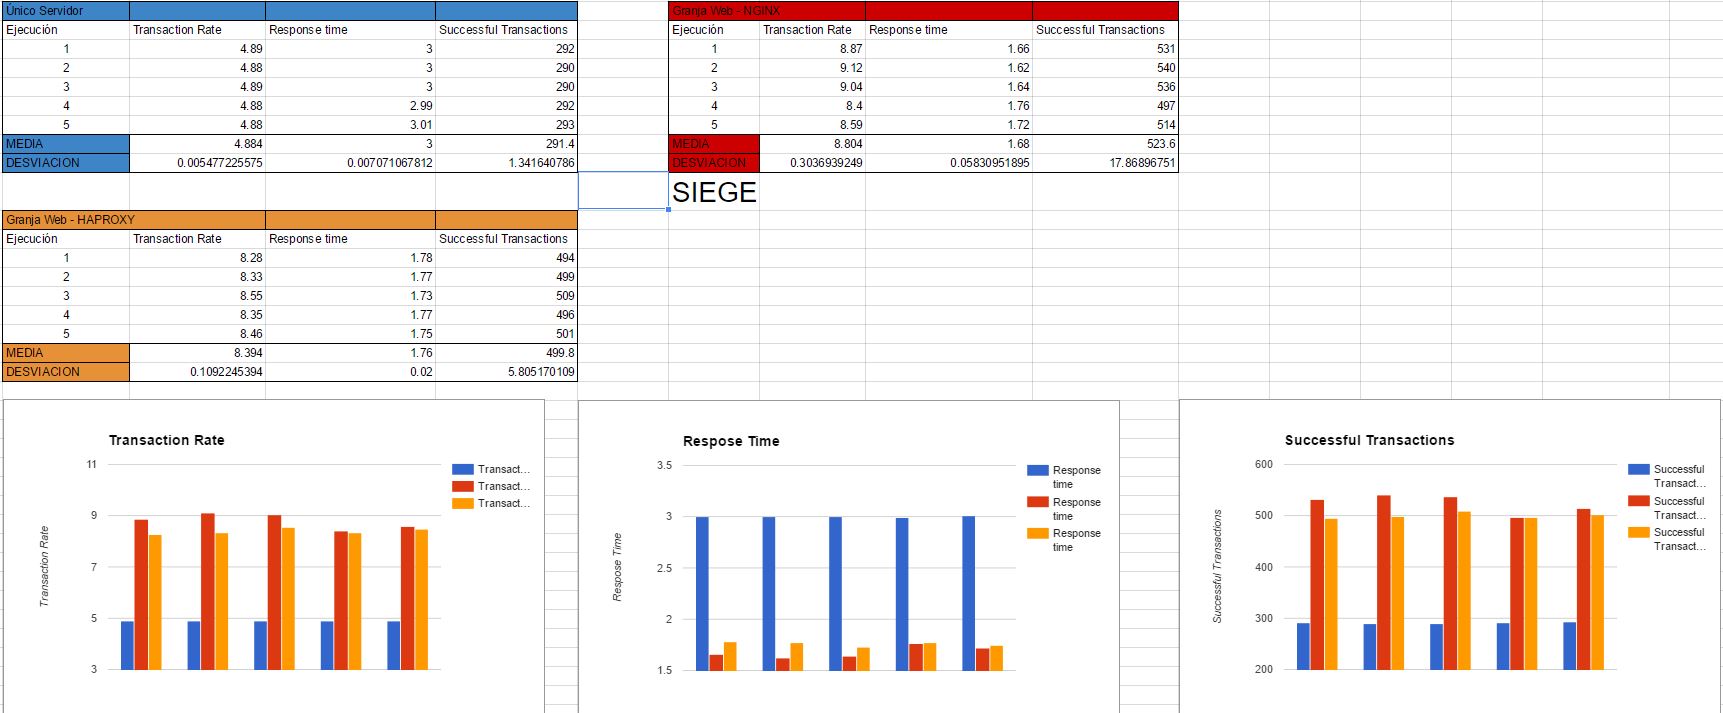 Único Servidor
Ejecución Transaction Rate Response time Successful Transactions
1 4.89 3 292
2 4.88 3 290
3 4.89 3 290
4 4.88 2.99 292
5 4.88 3.01 293
MEDIA 4.884 3 291.4
DESVIACION 0.005477225575 0.007071067812 1.341640786
Granja Web - NGINX
Ejecución Transaction Rate Response time Successful Transactions
1 8.87 1.66 531
2 9.12 1.62 540
3 9.04 1.64 536
4 8.4 1.76 497
5 8.59 1.72 514
MEDIA 8.804 1.68 523.6
DESVIACION 0.3036939249 0.05830951895 17.86896751
SIEGE
Granja Web - HAPROXY
Ejecución Transaction Rate Response time Successful Transactions
1 8.28 1.78 494
2 8.33 1.77 499
3 8.55 1.73 509
4 8.35 1.77 496
5 8.46 1.75 501
MEDIA 8.394 1.76 499.8
DESVIACION 0.1092245394 0.02 5.805170109
Transaction Rate
Transaction Rate
11
9
7
5
3
Transact...
Transact...
Transact...
Respose Time
Respose Time
3.5
3
2.5
2
1.5
Response
time
Response
time
Response
time
Successful Transactions
Successful Transactions
600
500
400
300
200
Successful
Transact...
Successful
Transact...
Successful
Transact...